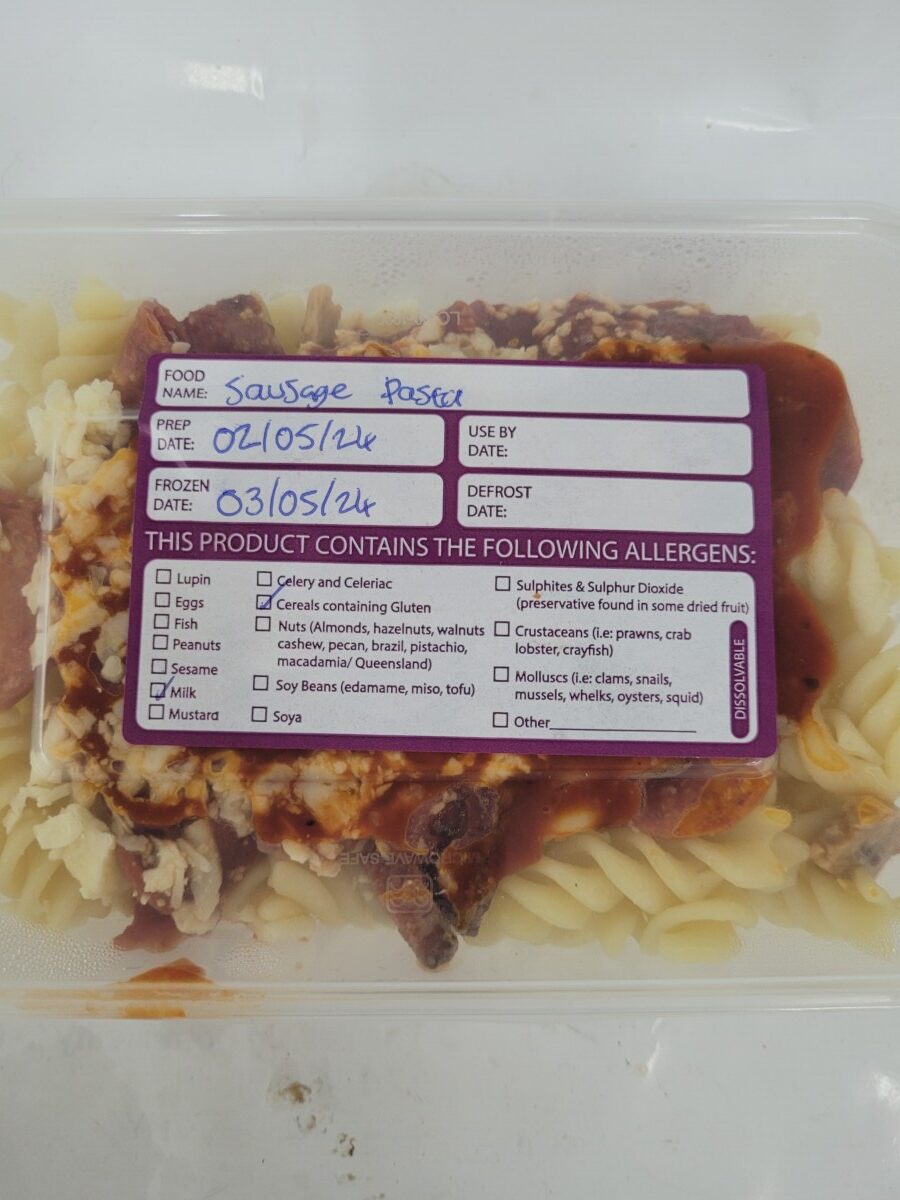 FOOD NAME: Sausage Pasta
PREP DATE: 02/05/24
USE BY DATE:
FROZEN DATE: 03/05/24
DEFROST DATE:
THIS PRODUCT CONTAINS THE FOLLOWING ALLERGENS:
Lupin
Eggs
Fish
Peanuts
Sesame
Milk
Mustard
Celery and Celeriac
Cereals containing Gluten
Nuts (Almonds, hazelnuts, walnuts
cashew, pecan, brazil, pistachio,
macadamia/ Queensland)
Soy Beans (edamame, miso, tofu)
Soya
Sulphites & Sulphur Dioxide
(preservative found in some dried fruit)
Crustaceans (i.e: prawns, crab
lobster, crayfish)
Molluscs (i.e: clams, snails,
mussels, whelks, oysters, squid)
Other
DISSOLVABLE
MICROWAVE SAFE